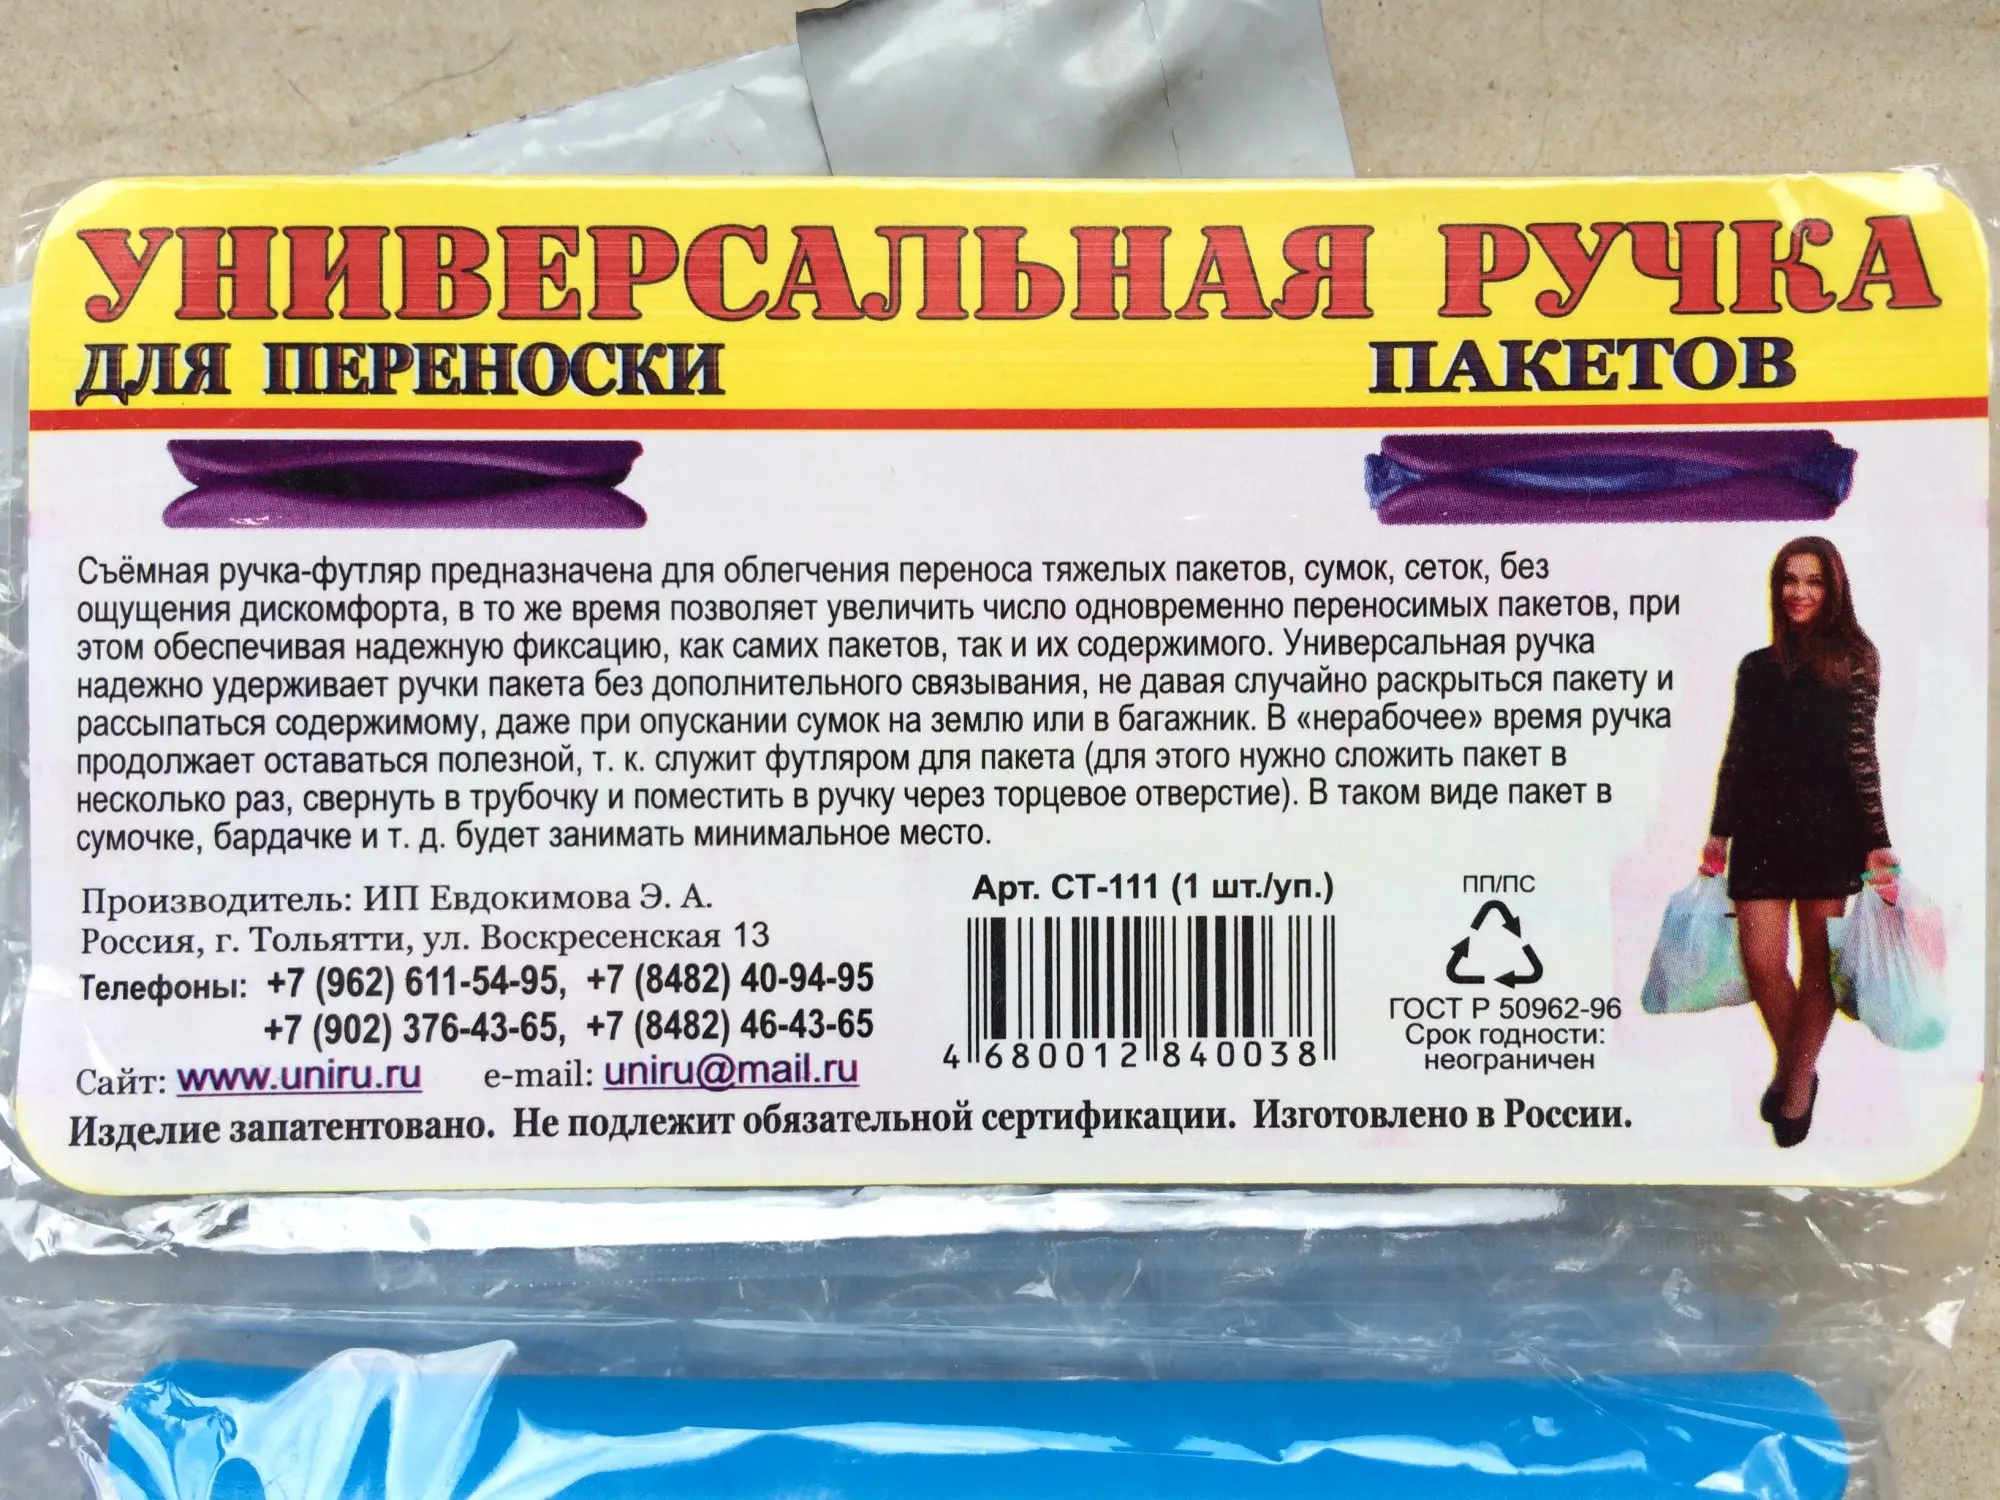 УНИВЕРСАЛЬНАЯ РУЧКА
ДЛЯ ПЕРЕНОСКИ ПАКЕТОВ
Съёмная ручка-футляр предназначена для облегчения переноса тяжелых пакетов, сумок, сеток, без
ощущения дискомфорта, в то же время позволяет увеличить число одновременно переносимых пакетов, при
этом обеспечивая надежную фиксацию, как самих пакетов, так и их содержимого. Универсальная ручка
надежно удерживает ручки пакета без дополнительного связывания, не давая случайно раскрыться пакету и
рассыпаться содержимому, даже при опускании сумок на землю или в багажник. В «нерабочее» время ручка
продолжает оставаться полезной, т. к. служит футляром для пакета (для этого нужно сложить пакет в
несколько раз, свернуть в трубочку и поместить в ручку через торцевое отверстие). В таком виде пакет в
сумочке, бардачке и т. д. будет занимать минимальное место.
Производитель: ИП Евдокимова Э. А.
Россия, г. Тольятти, ул. Воскресенская 13
Телефоны: +7 (962) 611-54-95, +7 (8482) 40-94-95
+7 (902) 376-43-65, +7 (8482) 46-43-65
Сайт: www.uniru.ru e-mail: uniru@mail.ru
Арт. СТ-111 (1 шт./уп.)
4 680012 840038
ПП/ПС
ГОСТ Р 50962-96
Срок годности:
неограничен
Изделие запатентовано. Не подлежит обязательной сертификации. Изготовлено в России.